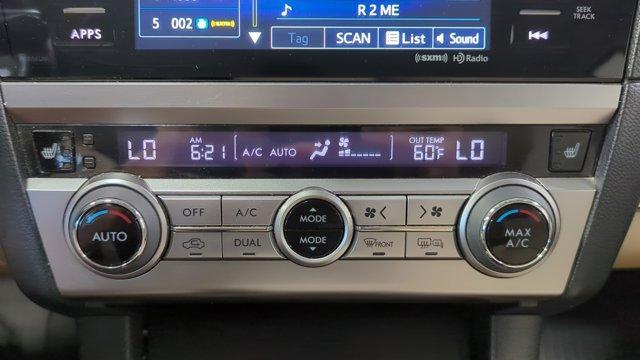 APPS
5 002
R 2 ME
Tag SCAN List Sound
SEEK
TRACK
((sxm)) HD Radio
LO AM 6:21 A/C AUTO OUT TEMP 60°F LO
OFF A/C MODE
AUTO DUAL MODE FRONT MAX
A/C